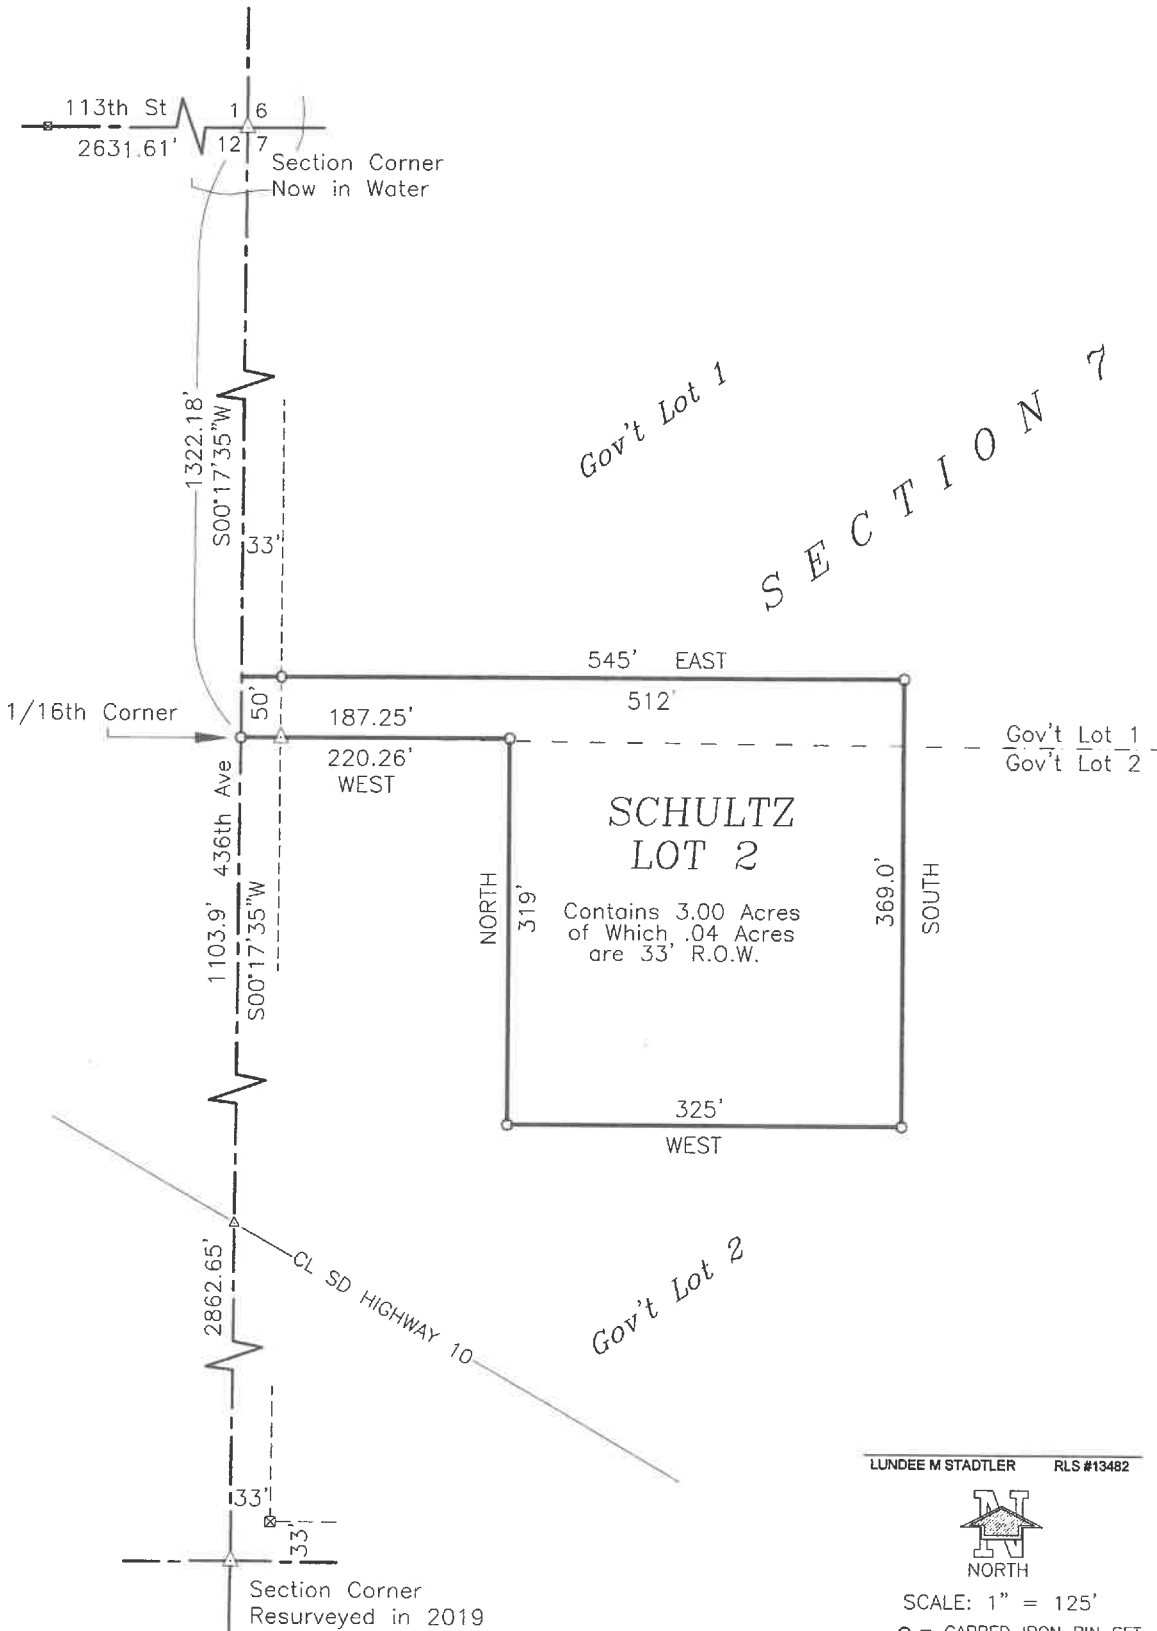 113th St
2631.61'
1 6
12 7
Section Corner
Now in Water
1322.18'
S00°17'35"W
33'
Gov't Lot 1
SECTION 7
545' EAST
512'
50'
1/16th Corner
187.25'
220.26'
WEST
Gov't Lot 1
Gov't Lot 2
436th Ave
1103.9'
S00°17'35"W
SCHULTZ
LOT 2
Contains 3.00 Acres
of Which .04 Acres
are 33' R.O.W.
NORTH
319'
369.0'
SOUTH
325'
WEST
CL SD HIGHWAY 10
2862.65'
Gov't Lot 2
33'
33'
Section Corner
Resurveyed in 2019
LUNDEE M STADTLER RLS #13482
N
NORTH
SCALE: 1" = 125'
O = CAPPED IRON PIN SET